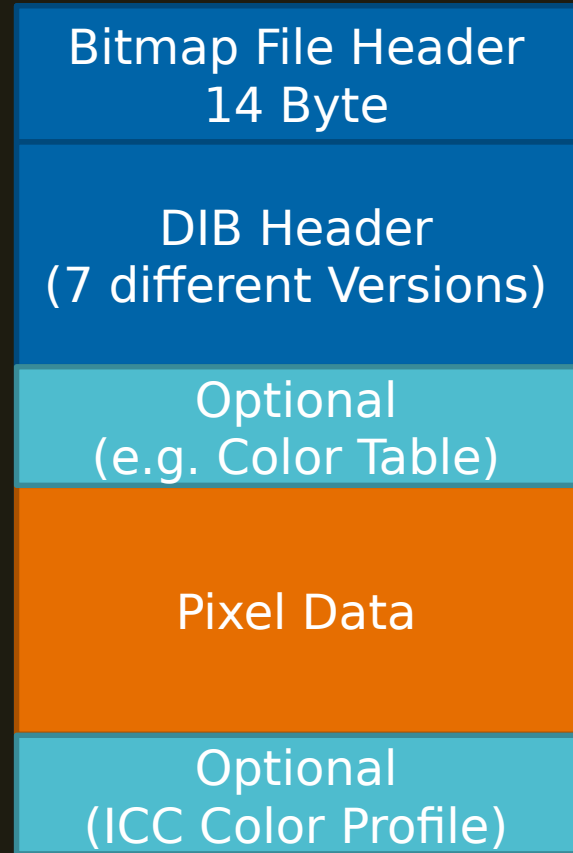 Bitmap File Header
14 Byte
DIB Header
(7 different Versions)
Optional
(e.g. Color Table)
Pixel Data
Optional
(ICC Color Profile)